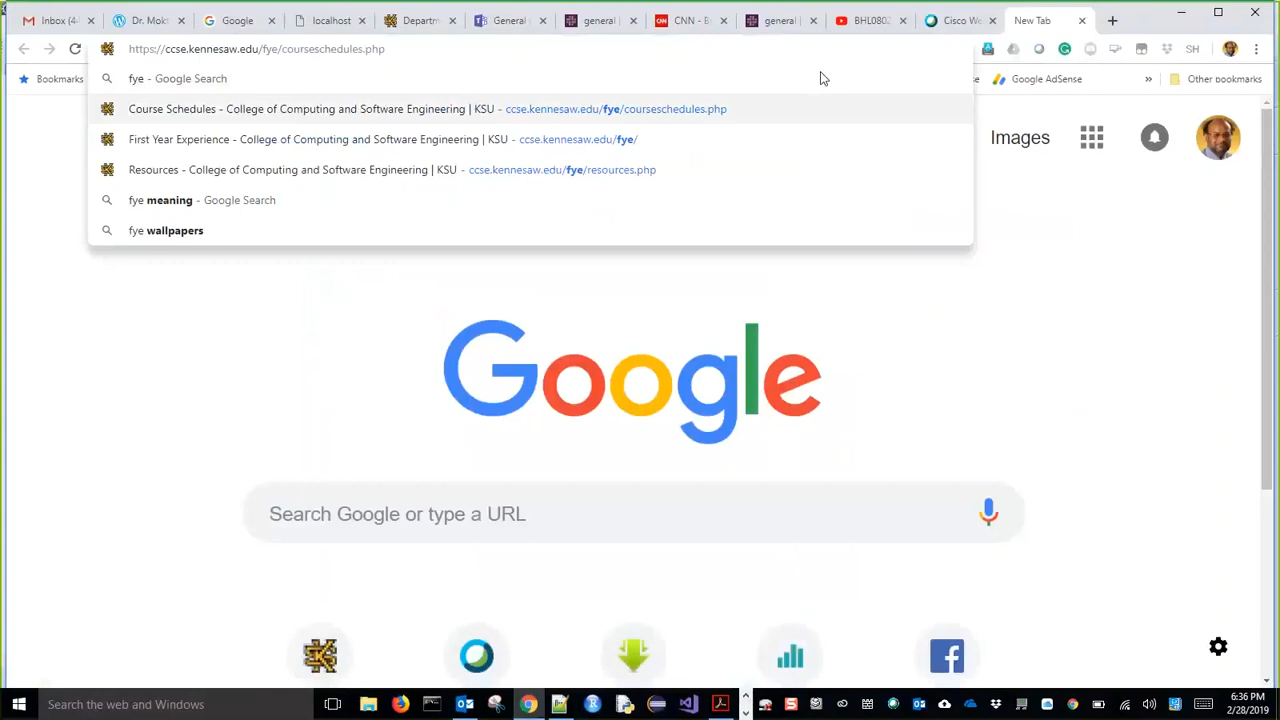 Inbox (4 Dr. Mokt Google localhost Departm General general CNN - B general BHL0802 Cisco We New Tab
https://ccse.kennesaw.edu/fye/courseschedules.php
SH
Bookmarks Google AdSense » Other bookmarks
fye - Google Search
Course Schedules - College of Computing and Software Engineering | KSU - ccse.kennesaw.edu/fye/courseschedules.php
First Year Experience - College of Computing and Software Engineering | KSU - ccse.kennesaw.edu/fye/
Resources - College of Computing and Software Engineering | KSU - ccse.kennesaw.edu/fye/resources.php
fye meaning - Google Search
fye wallpapers
Images
Google
Search Google or type a URL
Search the web and Windows
6:36 PM
2/28/2019